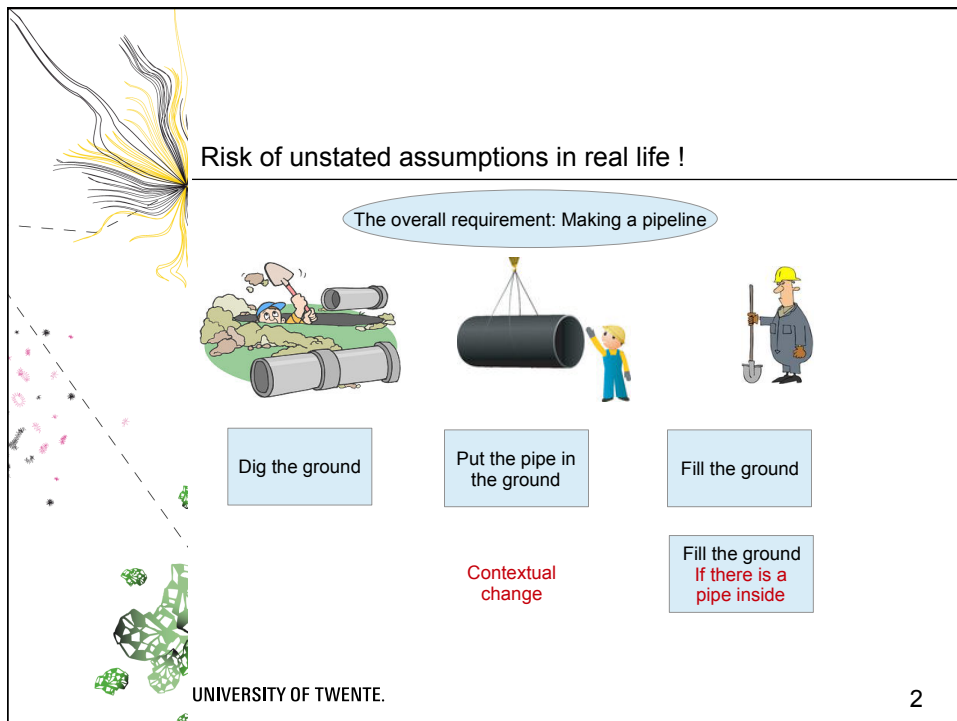 Risk of unstated assumptions in real life !
The overall requirement: Making a pipeline
Dig the ground
Put the pipe in
the ground
Fill the ground
Contextual
change
Fill the ground
If there is a
pipe inside
UNIVERSITY OF TWENTE.
2